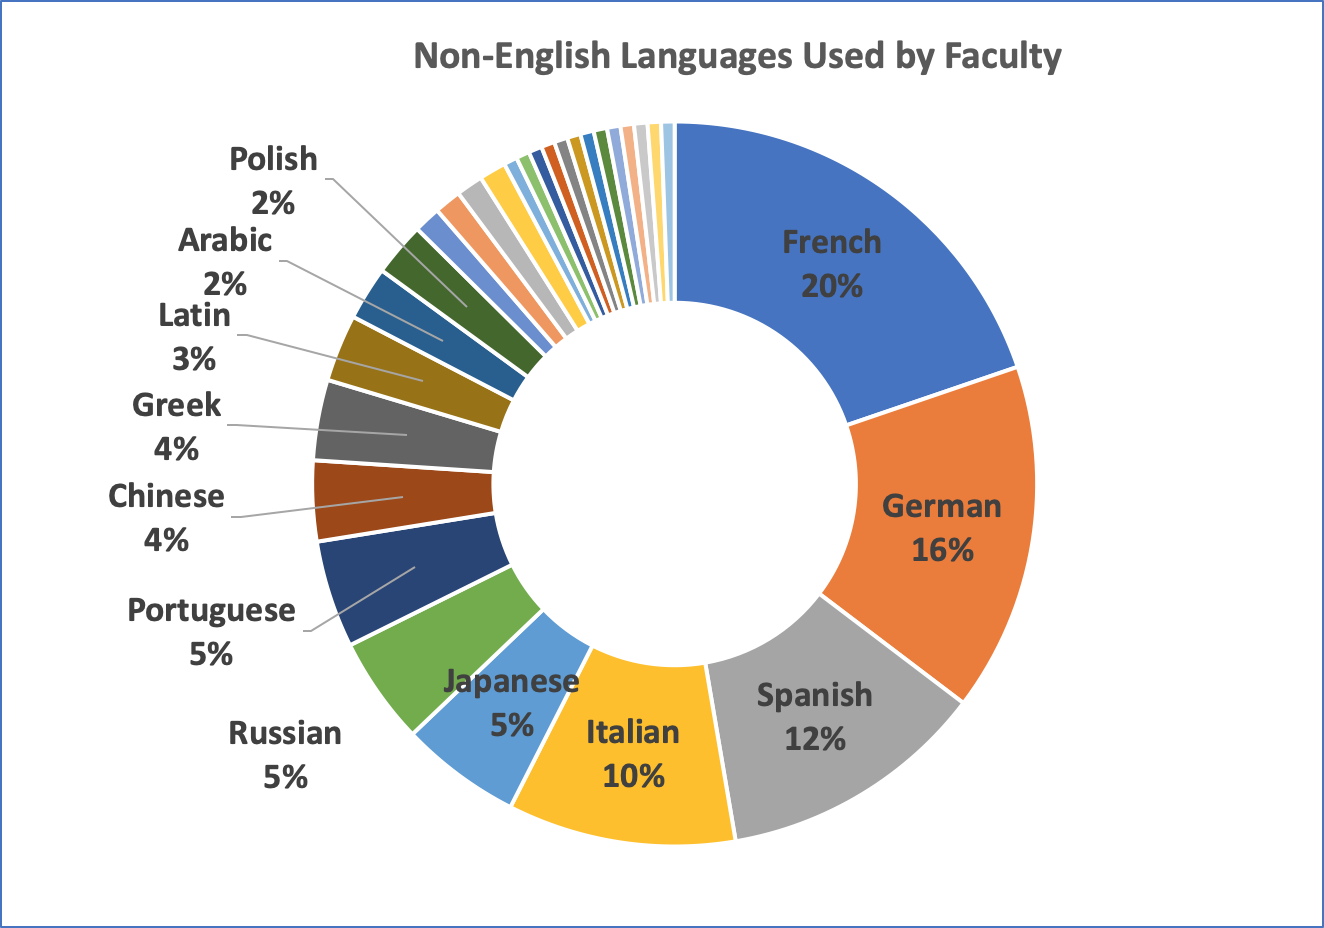 Non-English Languages Used by Faculty
French
20%
German
16%
Spanish
12%
Italian
10%
Japanese
5%
Russian
5%
Portuguese
5%
Chinese
4%
Greek
4%
Latin
3%
Arabic
2%
Polish
2%